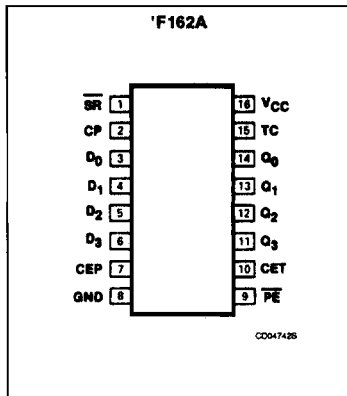 'F162A
SR 1 16 VCC
CP 2 15 TC
D0 3 14 Q0
D1 4 13 Q1
D2 5 12 Q2
D3 6 11 Q3
CEP 7 10 CET
GND 8 9 PE
CD04742S